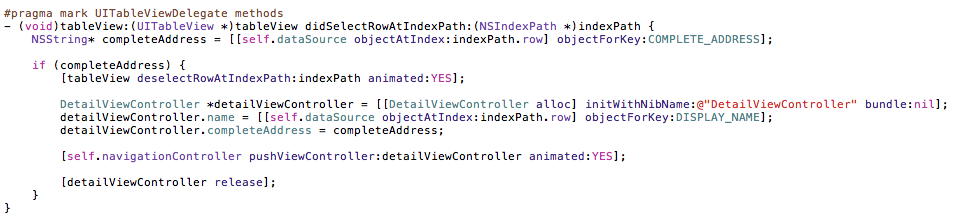 #pragma mark UITableViewDelegate methods
- (void)tableView:(UITableView *)tableView didSelectRowAtIndexPath:(NSIndexPath *)indexPath {
NSString* completeAddress = [[self.dataSource objectAtIndex:indexPath.row] objectForKey:COMPLETE_ADDRESS];
if (completeAddress) {
[tableView deselectRowAtIndexPath:indexPath animated:YES];
DetailViewController *detailViewController = [[DetailViewController alloc] initWithNibName:@"DetailViewController" bundle:nil];
detailViewController.name = [[self.dataSource objectAtIndex:indexPath.row] objectForKey:DISPLAY_NAME];
detailViewController.completeAddress = completeAddress;
[self.navigationController pushViewController:detailViewController animated:YES];
[detailViewController release];
}
}